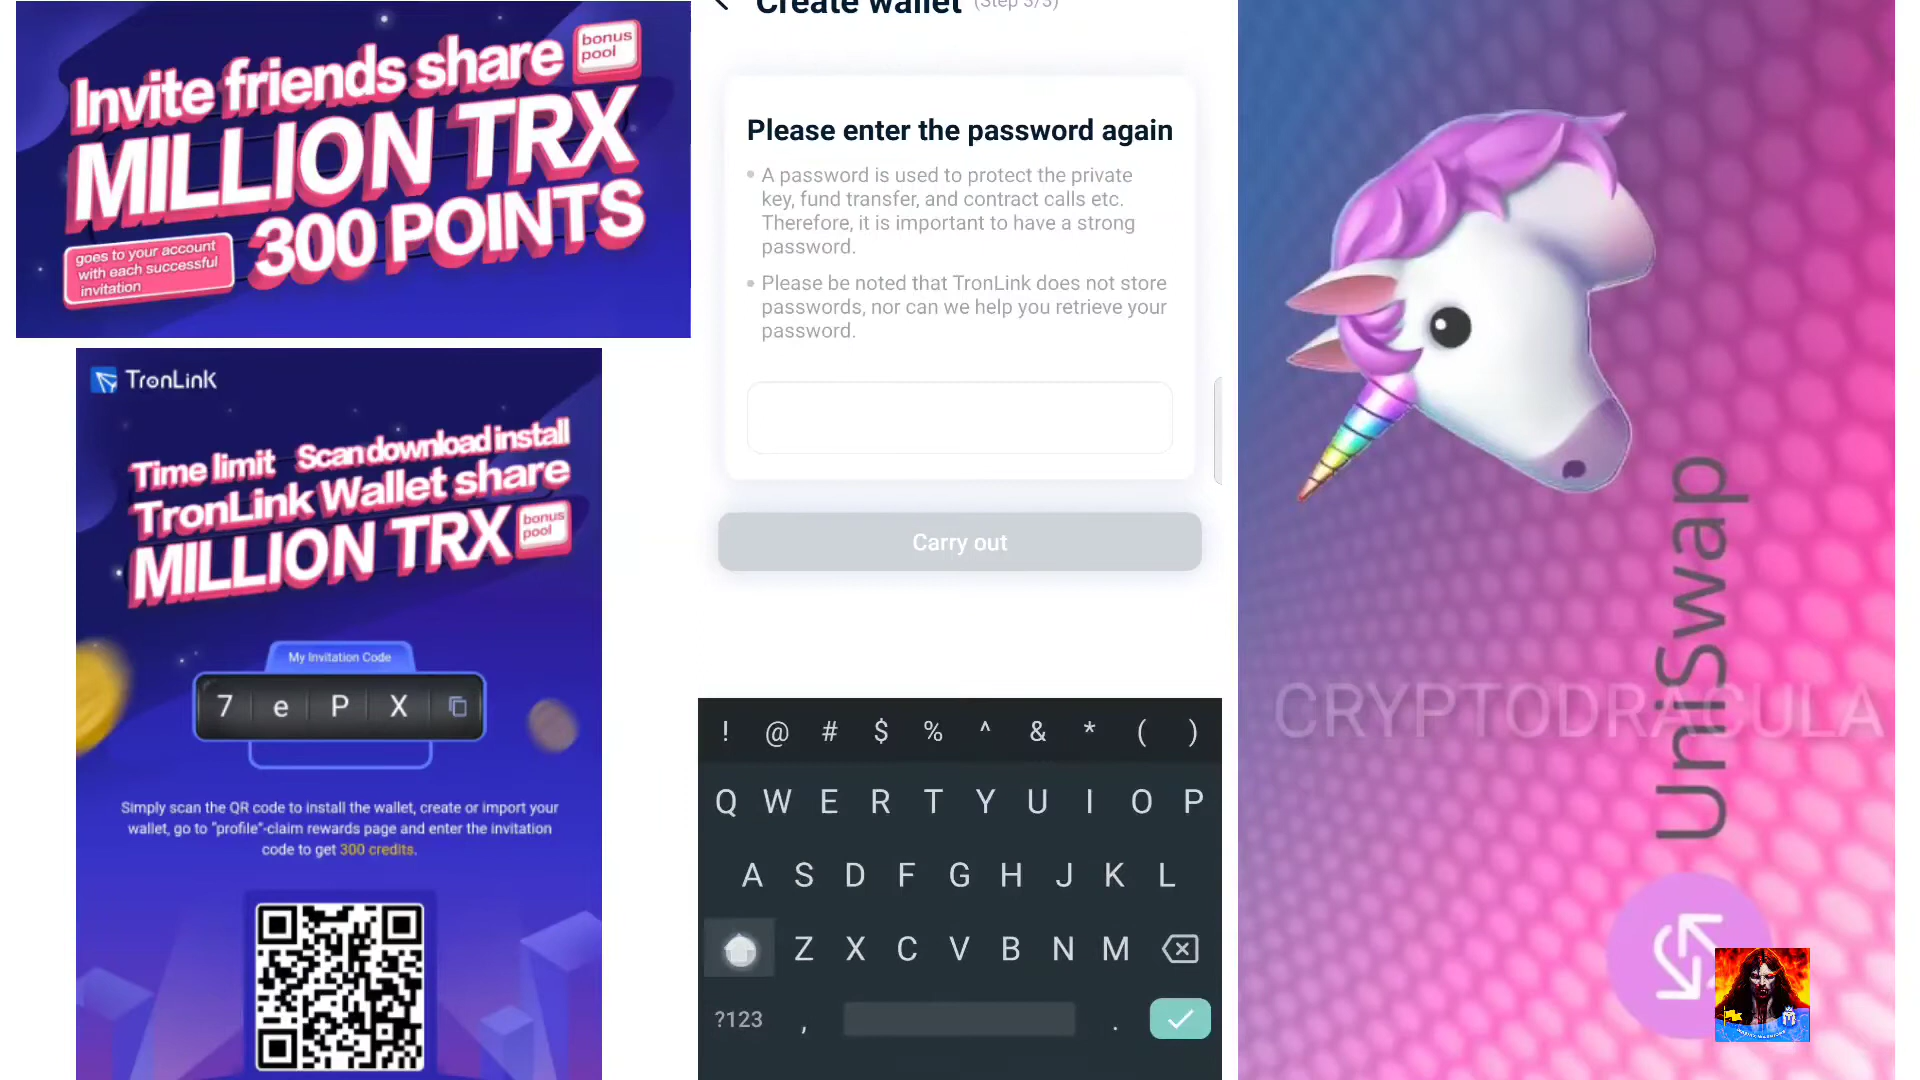 Invite friends share
bonus
pool
MILLION TRX
300 POINTS
goes to your account
with each successful
invitation
TronLink
Time limit Scan download install
TronLink Wallet share
MILLION TRX
bonus
pool
My Invitation Code
7 e P X
Simply scan the QR code to install the wallet, create or import your
wallet, go to "profile"-claim rewards page and enter the invitation
code to get 300 credits.
Create wallet (Step 3/3)
Please enter the password again
A password is used to protect the private
key, fund transfer, and contract calls etc.
Therefore, it is important to have a strong
password.
Please be noted that TronLink does not store
passwords, nor can we help you retrieve your
password.
Carry out
! @ # $ % ^ & * ( )
Q W E R T Y U I O P
A S D F G H J K L
Z X C V B N M
?123 , .
UniSwap
CRYPTODRACULA